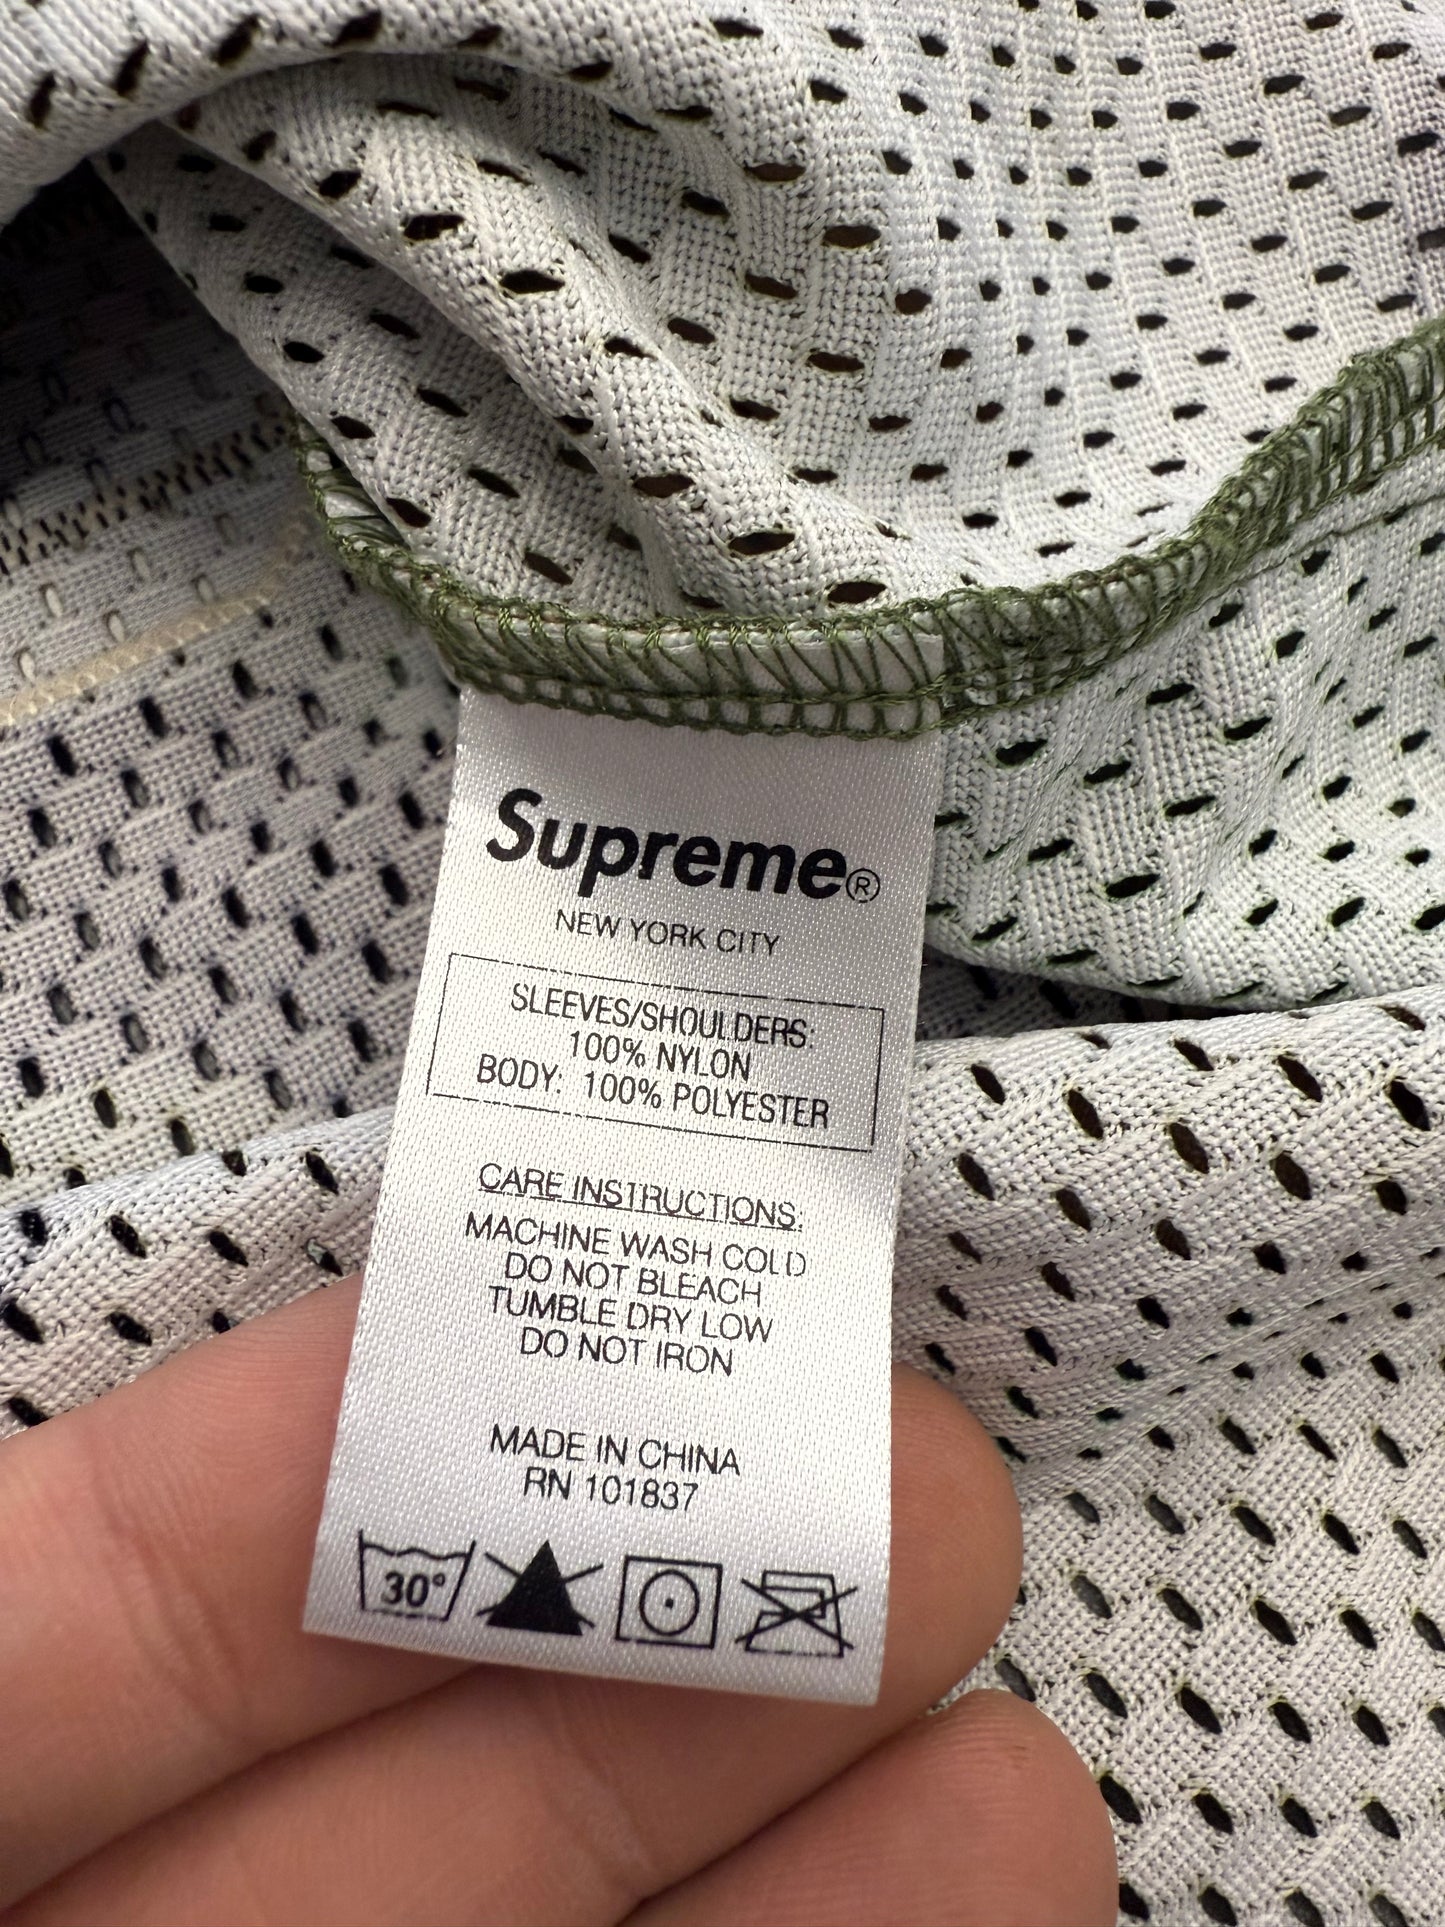 Supreme®
NEW YORK CITY
SLEEVES/SHOULDERS:
100% NYLON
BODY: 100% POLYESTER
CARE INSTRUCTIONS:
MACHINE WASH COLD
DO NOT BLEACH
TUMBLE DRY LOW
DO NOT IRON
MADE IN CHINA
RN 101837
30°